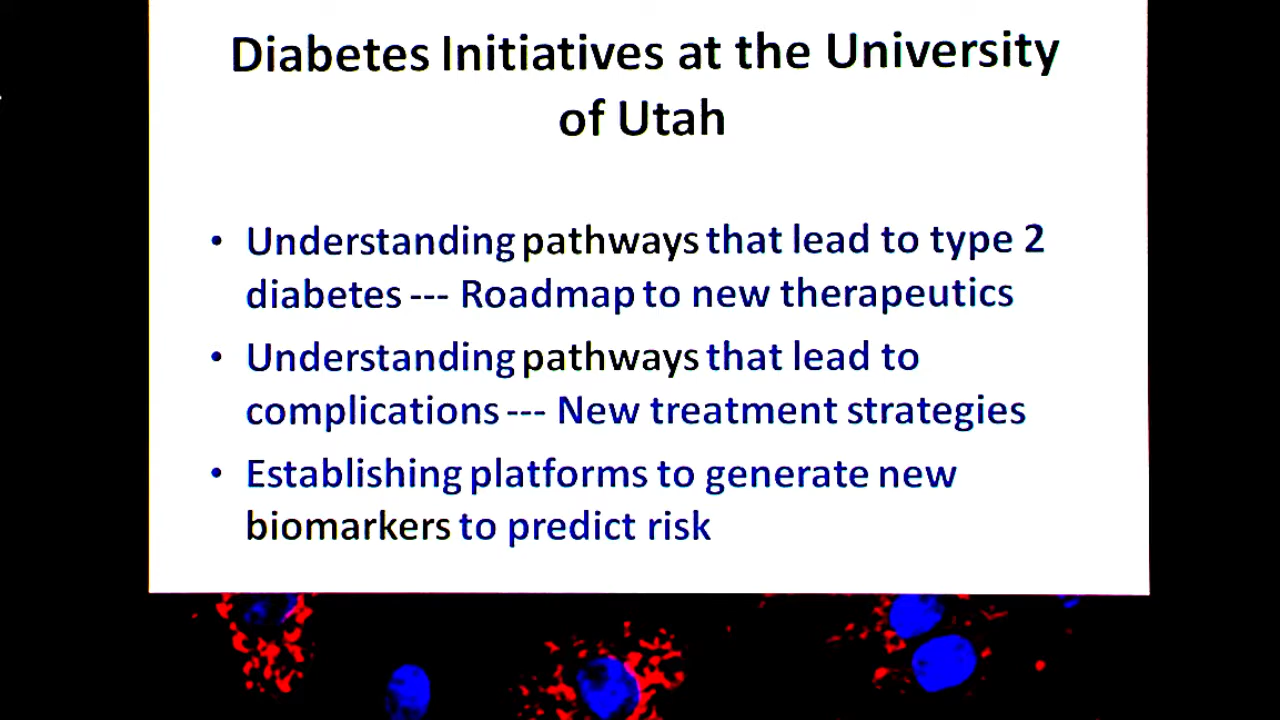 Diabetes Initiatives at the University
of Utah
• Understanding pathways that lead to type 2
diabetes --- Roadmap to new therapeutics
• Understanding pathways that lead to
complications --- New treatment strategies
• Establishing platforms to generate new
biomarkers to predict risk